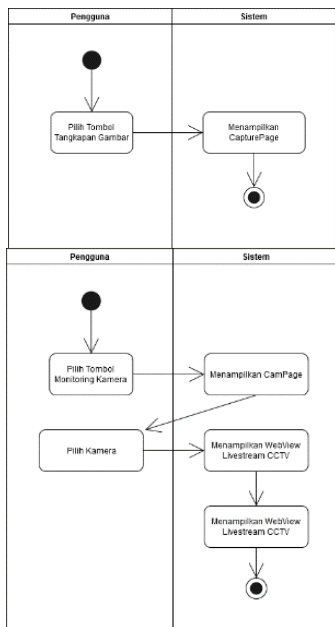 Pengguna
Sistem
Pilih Tombol
Tangkapan Gambar
Menampilkan
CapturePage
Pengguna
Sistem
Pilih Tombol
Monitoring Kamera
Menampilkan CamPage
Pilih Kamera
Menampilkan WebView
Livestream CCTV
Menampilkan WebView
Livestream CCTV